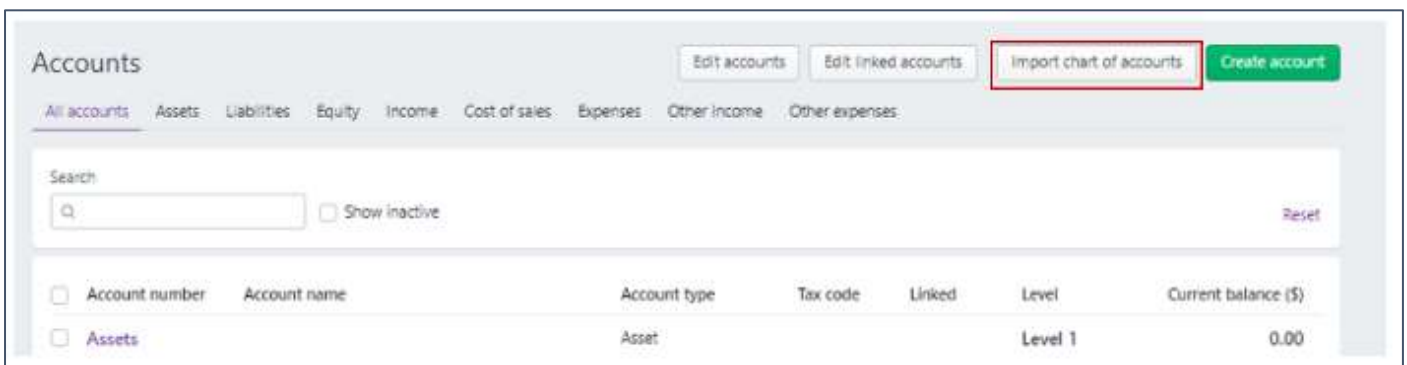 Accounts Edit accounts Edit linked accounts Import chart of accounts Create account
All accounts Assets Liabilities Equity Income Cost of sales Expenses Other income Other expenses
Search
Show inactive Reset
Account number Account name Account type Tax code Linked Level Current balance ($)
Assets Asset Level 1 0.00